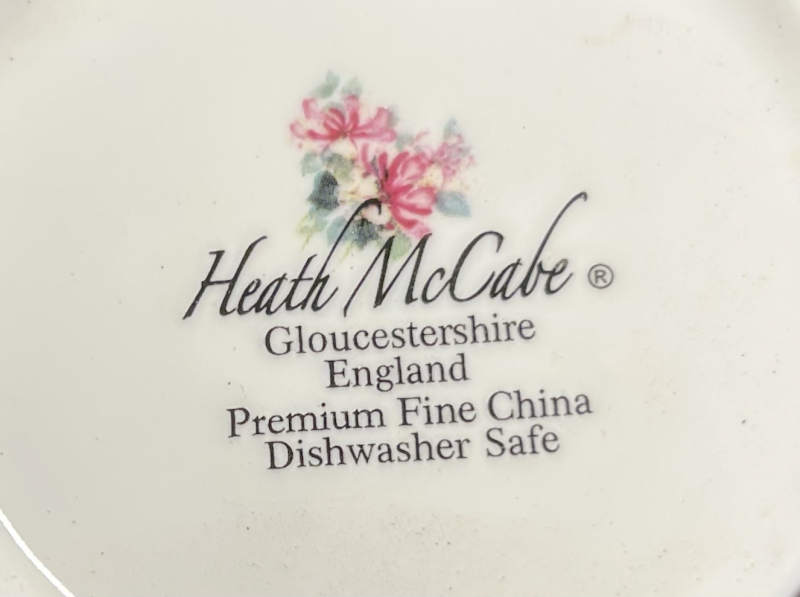 Heath McCabe ®
Gloucestershire
England
Premium Fine China
Dishwasher Safe